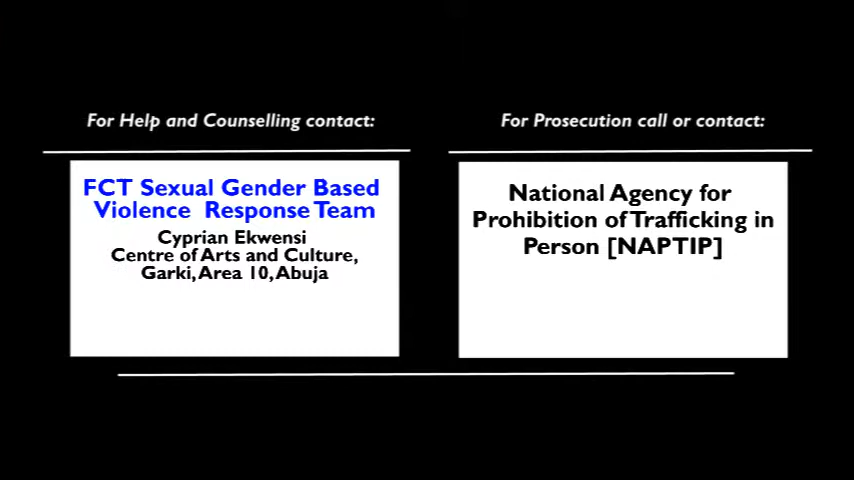 For Help and Counselling contact:
FCT Sexual Gender Based
Violence Response Team
Cyprian Ekwensi
Centre of Arts and Culture,
Garki, Area 10, Abuja
For Prosecution call or contact:
National Agency for
Prohibition of Trafficking in
Person [NAPTIP]